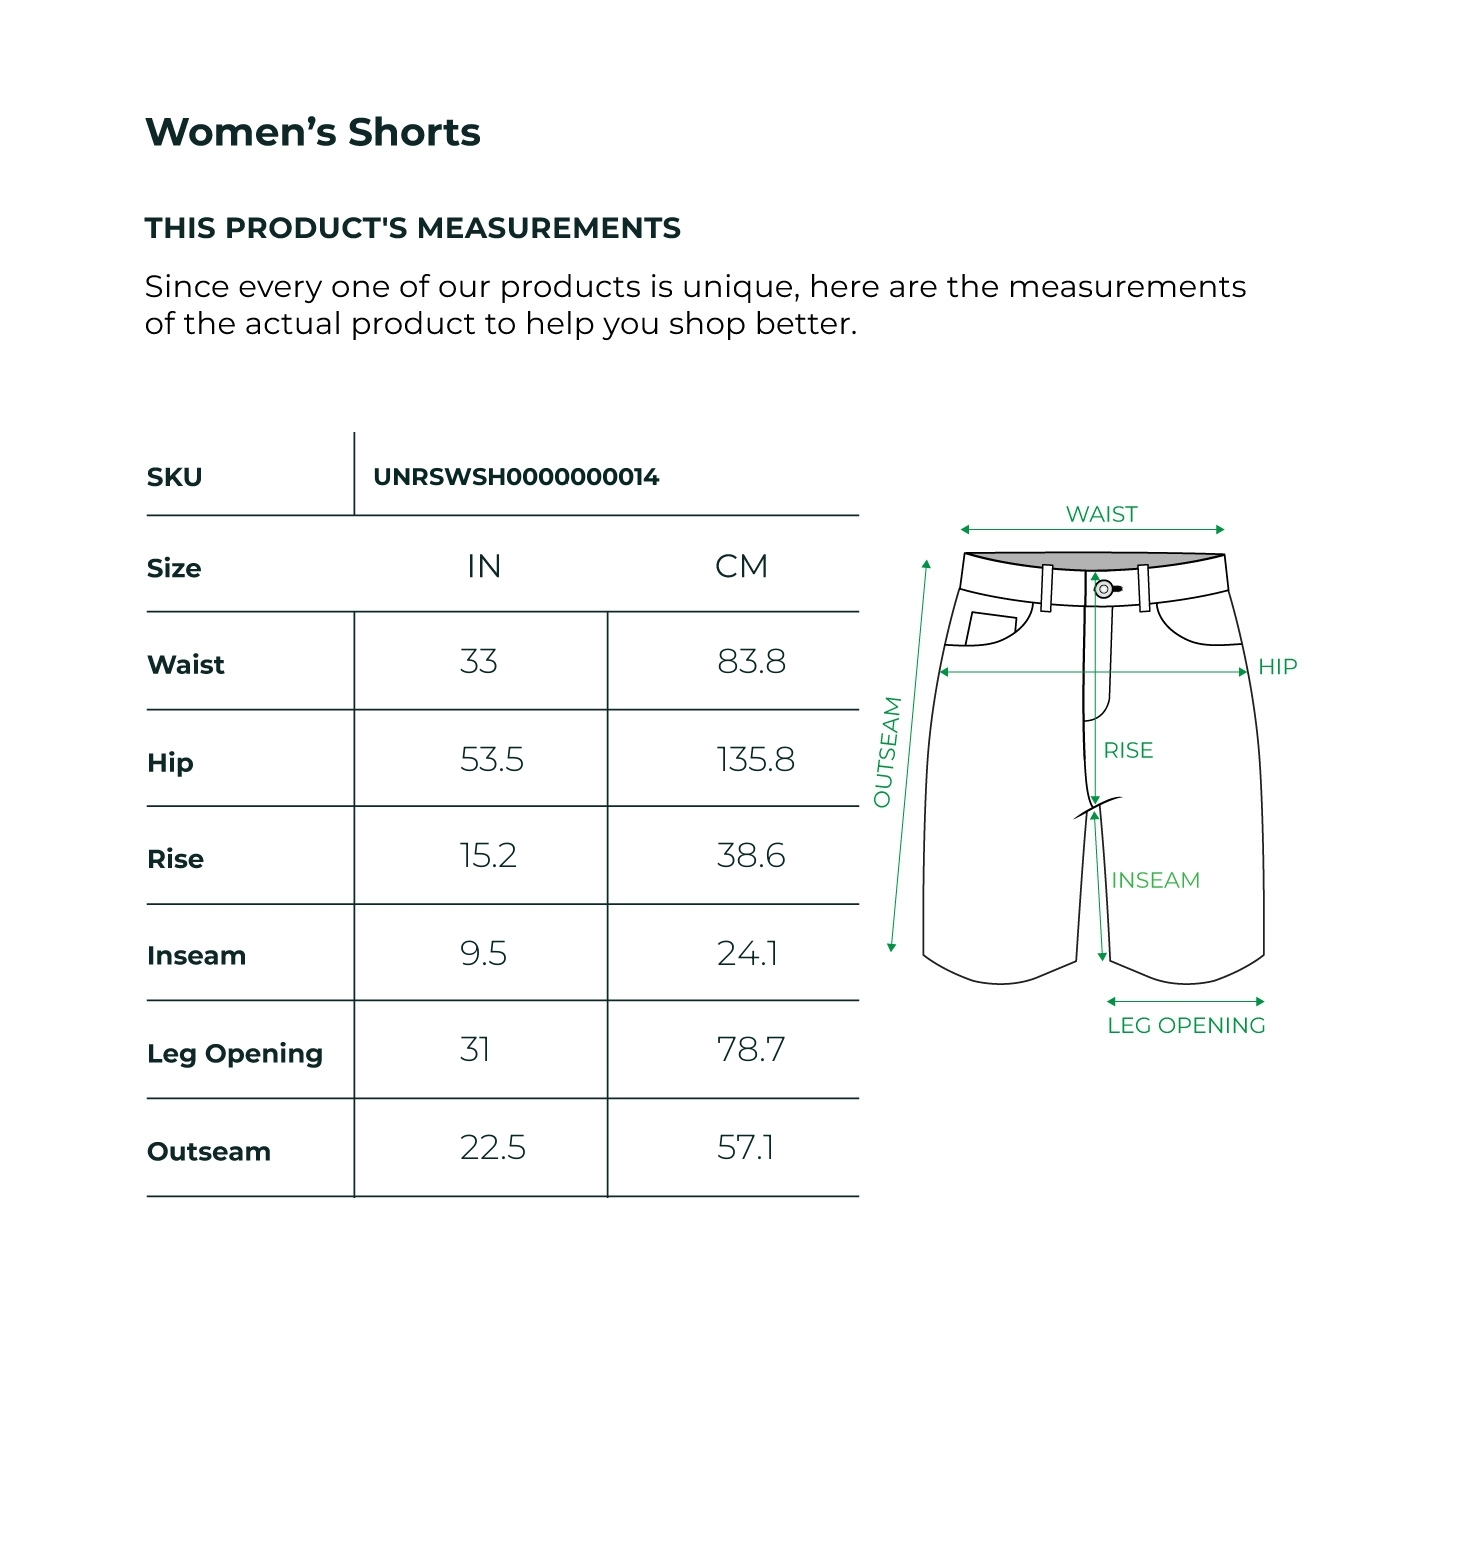 Women’s Shorts
THIS PRODUCT'S MEASUREMENTS
Since every one of our products is unique, here are the measurements
of the actual product to help you shop better.
SKU UNRSWSH0000000014
Size IN CM
Waist 33 83.8
Hip 53.5 135.8
Rise 15.2 38.6
Inseam 9.5 24.1
Leg Opening 31 78.7
Outseam 22.5 57.1
WAIST
HIP
OUTSEAM
RISE
INSEAM
LEG OPENING